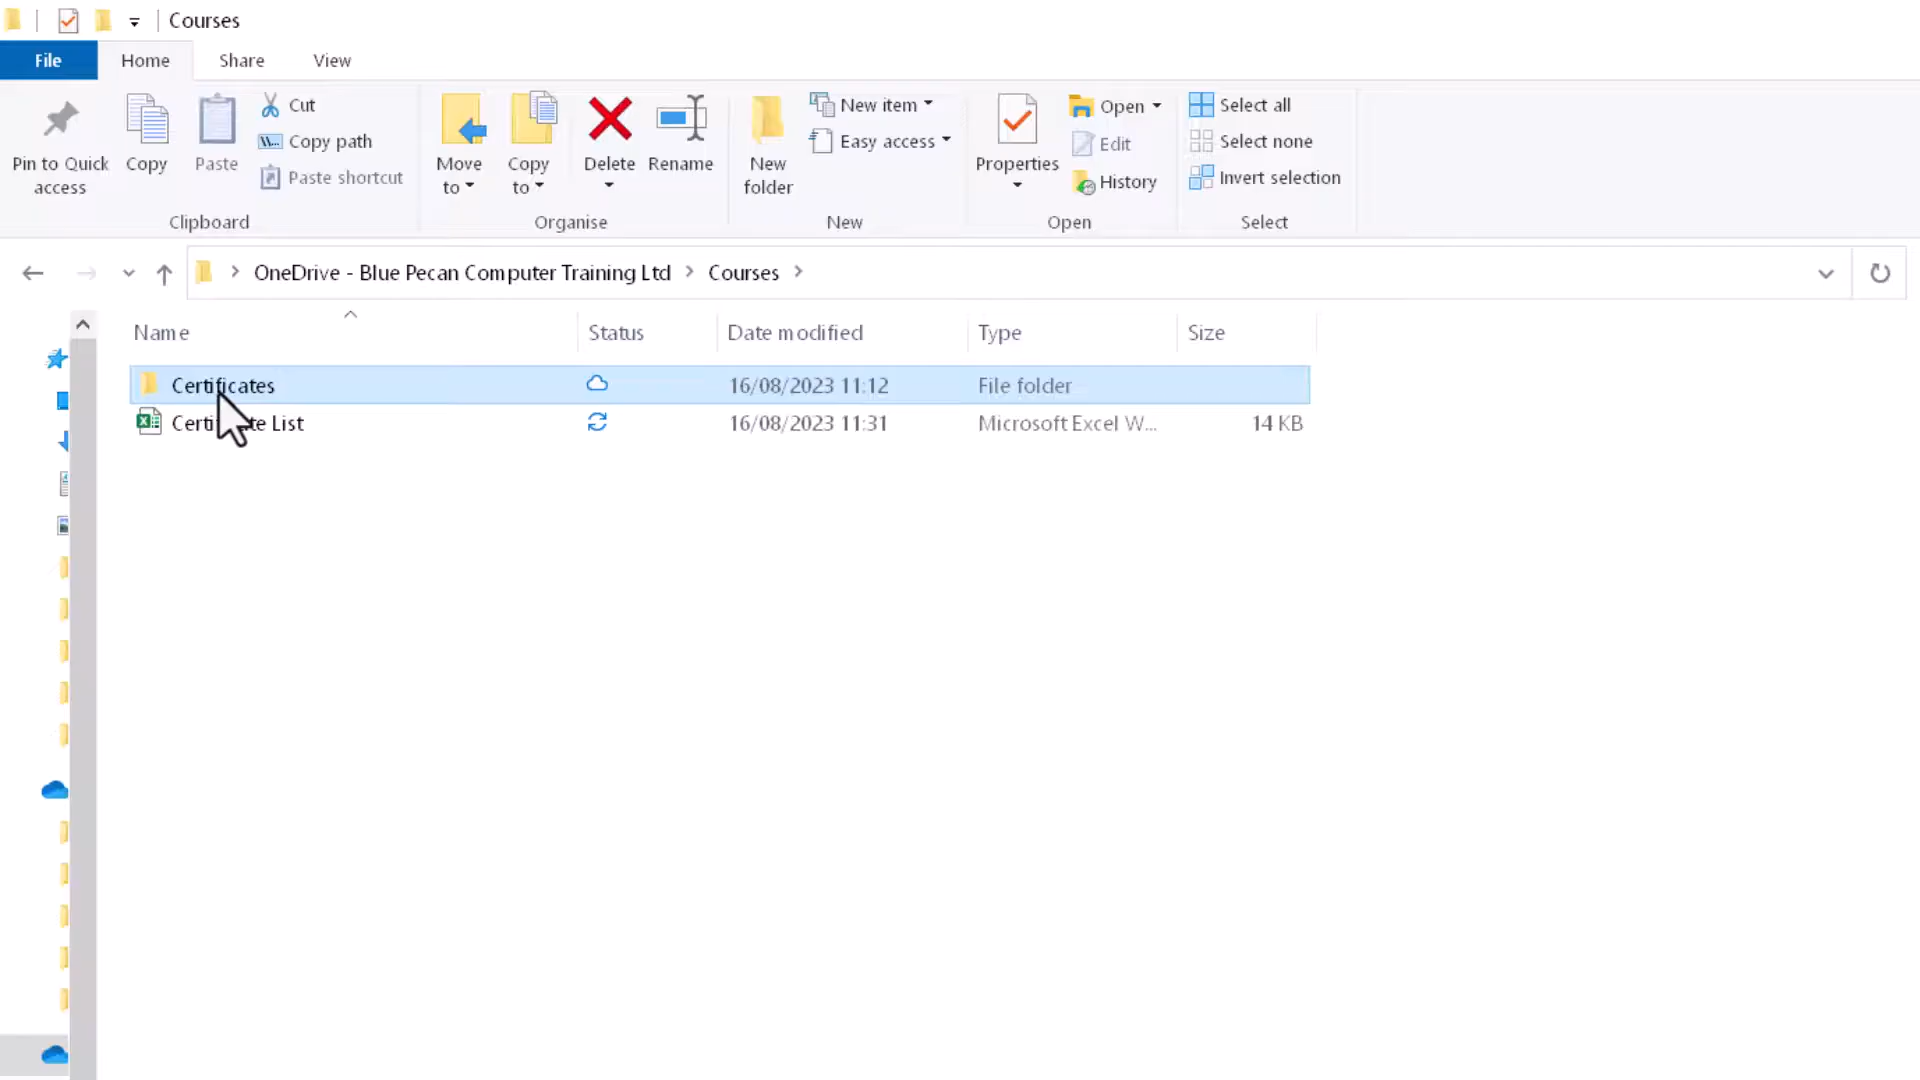 Courses
File Home Share View
Pin to Quick access
Copy
Paste
Cut
Copy path
Paste shortcut
Clipboard
Move to
Copy to
Delete
Rename
Organise
New folder
New item
Easy access
New
Properties
Open
Edit
History
Open
Select all
Select none
Invert selection
Select
OneDrive - Blue Pecan Computer Training Ltd Courses
Name Status Date modified Type Size
Certificates 16/08/2023 11:12 File folder
List 16/08/2023 11:31 Microsoft Excel W... 14 KB